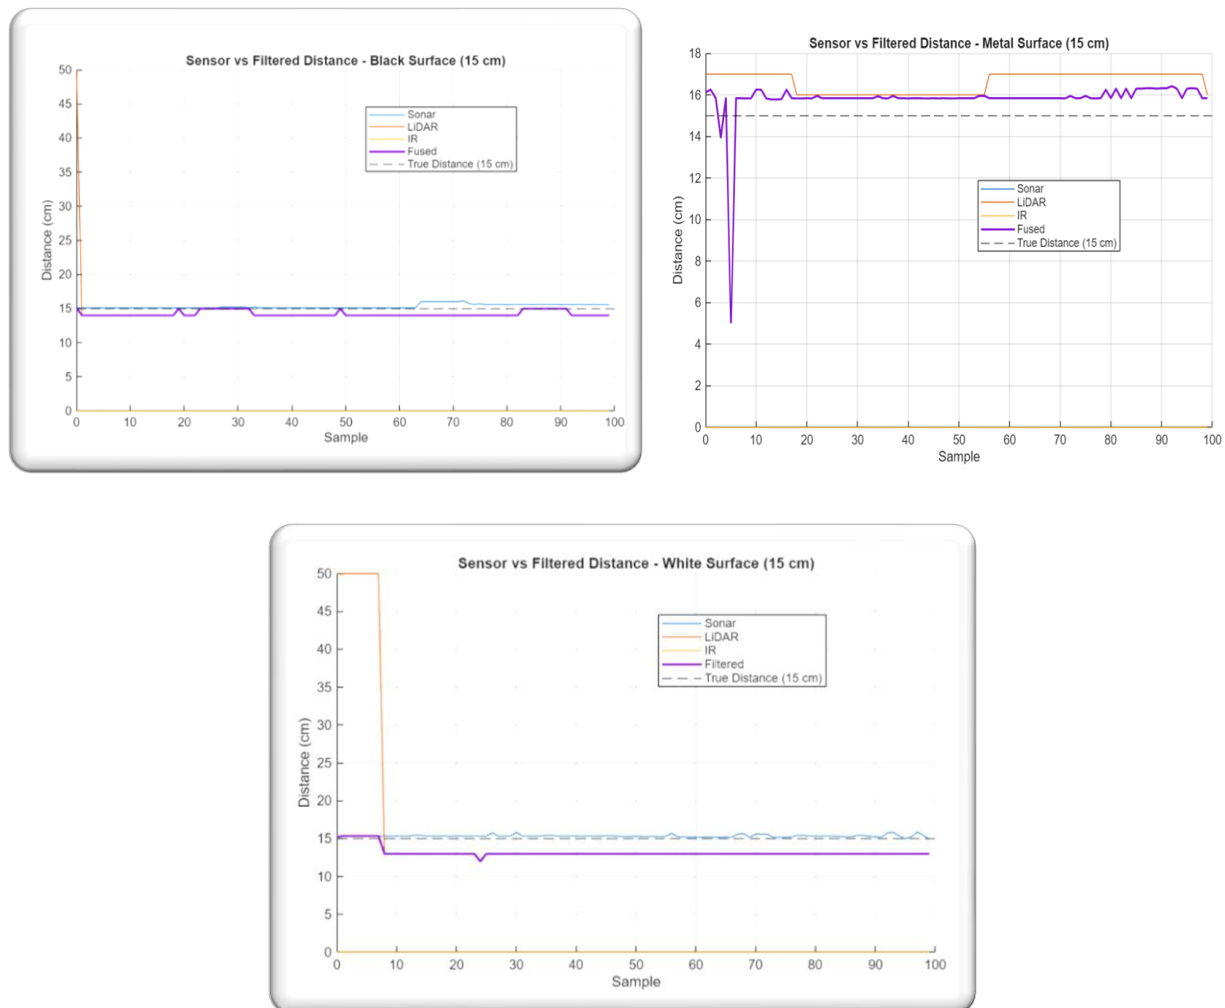 Sensor vs Filtered Distance - Black Surface (15 cm)
50
45
40
35
30
25
20
15
10
5
0
Distance (cm)
Sonar
LiDAR
IR
Fused
True Distance (15 cm)
0 10 20 30 40 50 60 70 80 90 100
Sample
Sensor vs Filtered Distance - Metal Surface (15 cm)
18
16
14
12
10
8
6
4
2
0
Distance (cm)
Sonar
LiDAR
IR
Fused
True Distance (15 cm)
0 10 20 30 40 50 60 70 80 90 100
Sample
Sensor vs Filtered Distance - White Surface (15 cm)
50
45
40
35
30
25
20
15
10
5
0
Distance (cm)
Sonar
LiDAR
IR
Filtered
True Distance (15 cm)
0 10 20 30 40 50 60 70 80 90 100
Sample